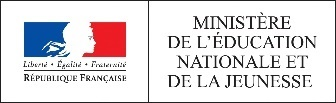 Liberté • Égalité • Fraternité
RÉPUBLIQUE FRANÇAISE
MINISTÈRE
DE L'ÉDUCATION
NATIONALE ET
DE LA JEUNESSE